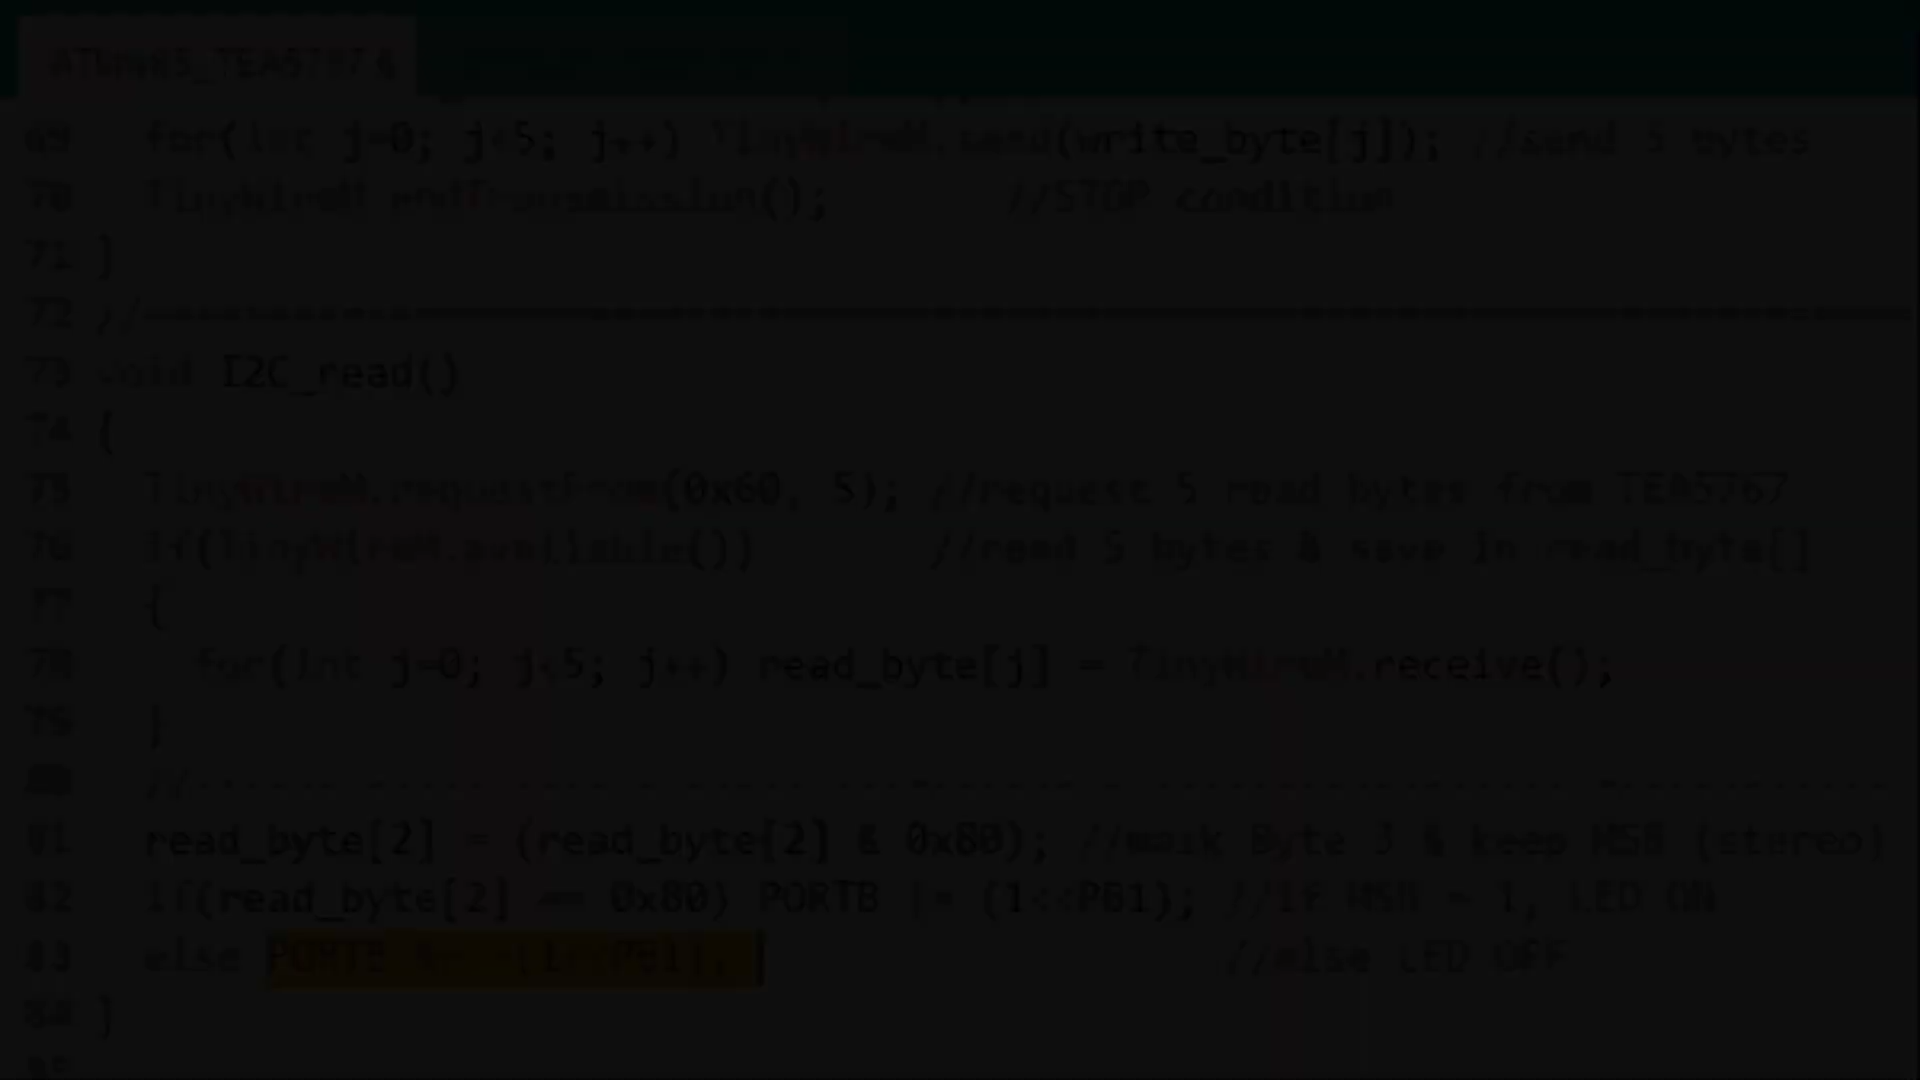 69 for(int j=0; j<5; j++) TinyWireM.send(write_byte[j]); //send 5 bytes
70 TinyWireM.endTransmission(); //STOP condition
71 }
72 //
73 void I2C_read()
74 {
75 TinyWireM.requestFrom(0x60, 5); //request 5 read bytes from TEA5767
76 if(TinyWireM.available()) //read 5 bytes & save in read_byte[]
77 {
78 for(int j=0; j<5; j++) read_byte[j] = TinyWireM.receive();
79 }
80 //
81 read_byte[2] = (read_byte[2] & 0x80); //mask Byte 3 & keep MSB (stereo)
82 if(read_byte[2] == 0x80) PORTB |= (1<<PB1); //if MSB = 1, LED ON
83 else PORTB &= ~(1<<PB1); //else LED OFF
84 }
85